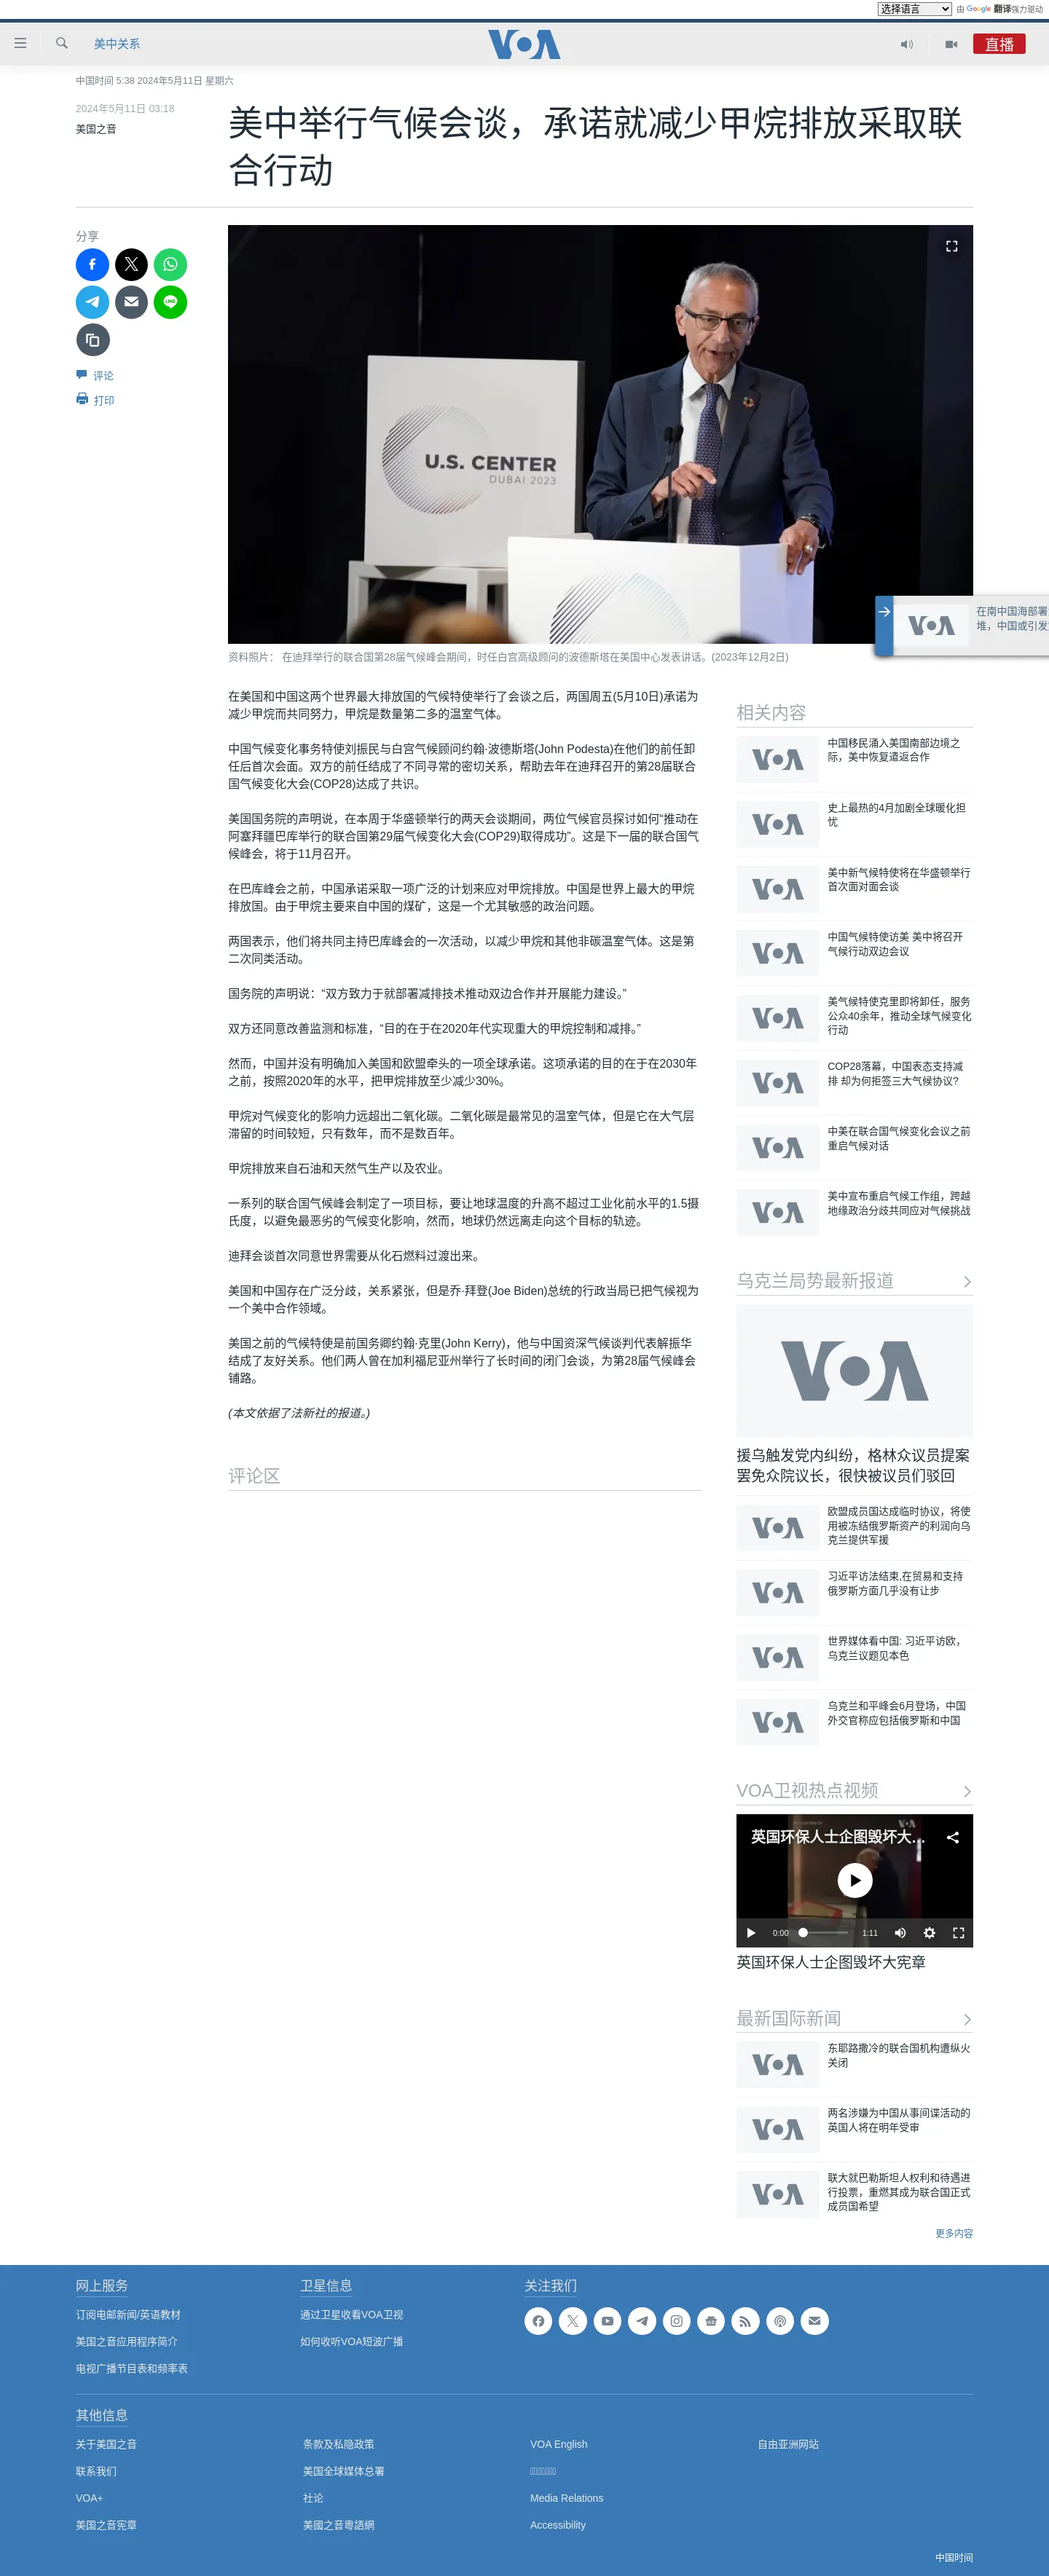 选择语言
由 Google 翻译强力驱动
美中关系
VOA
直播
中国时间 5:38 2024年5月11日 星期六
2024年5月11日 03:18
美国之音
美中举行气候会谈，承诺就减少甲烷排放采取联
合行动
分享
评论
打印
U.S. CENTER
DUBAI 2023
VOA
在南中国海部署
堆，中国或引发
资料照片： 在迪拜举行的联合国第28届气候峰会期间，时任白宫高级顾问的波德斯塔在美国中心发表讲话。(2023年12月2日)
在美国和中国这两个世界最大排放国的气候特使举行了会谈之后，两国周五(5月10日)承诺为
减少甲烷而共同努力，甲烷是数量第二多的温室气体。
中国气候变化事务特使刘振民与白宫气候顾问约翰·波德斯塔(John Podesta)在他们的前任卸
任后首次会面。双方的前任结成了不同寻常的密切关系，帮助去年在迪拜召开的第28届联合
国气候变化大会(COP28)达成了共识。
美国国务院的声明说，在本周于华盛顿举行的两天会谈期间，两位气候官员探讨如何“推动在
阿塞拜疆巴库举行的联合国第29届气候变化大会(COP29)取得成功”。这是下一届的联合国气
候峰会，将于11月召开。
在巴库峰会之前，中国承诺采取一项广泛的计划来应对甲烷排放。中国是世界上最大的甲烷
排放国。由于甲烷主要来自中国的煤矿，这是一个尤其敏感的政治问题。
两国表示，他们将共同主持巴库峰会的一次活动，以减少甲烷和其他非碳温室气体。这是第
二次同类活动。
国务院的声明说：“双方致力于就部署减排技术推动双边合作并开展能力建设。”
双方还同意改善监测和标准，“目的在于在2020年代实现重大的甲烷控制和减排。”
然而，中国并没有明确加入美国和欧盟牵头的一项全球承诺。这项承诺的目的在于在2030年
之前，按照2020年的水平，把甲烷排放至少减少30%。
甲烷对气候变化的影响力远超出二氧化碳。二氧化碳是最常见的温室气体，但是它在大气层
滞留的时间较短，只有数年，而不是数百年。
甲烷排放来自石油和天然气生产以及农业。
一系列的联合国气候峰会制定了一项目标，要让地球温度的升高不超过工业化前水平的1.5摄
氏度，以避免最恶劣的气候变化影响，然而，地球仍然远离走向这个目标的轨迹。
迪拜会谈首次同意世界需要从化石燃料过渡出来。
美国和中国存在广泛分歧，关系紧张，但是乔·拜登(Joe Biden)总统的行政当局已把气候视为
一个美中合作领域。
美国之前的气候特使是前国务卿约翰·克里(John Kerry)，他与中国资深气候谈判代表解振华
结成了友好关系。他们两人曾在加利福尼亚州举行了长时间的闭门会谈，为第28届气候峰会
铺路。
(本文依据了法新社的报道。)
评论区
相关内容
VOA
中国移民涌入美国南部边境之
际，美中恢复遣返合作
VOA
史上最热的4月加剧全球暖化担
忧
VOA
美中新气候特使将在华盛顿举行
首次面对面会谈
VOA
中国气候特使访美 美中将召开
气候行动双边会议
VOA
美气候特使克里即将卸任，服务
公众40余年，推动全球气候变化
行动
VOA
COP28落幕，中国表态支持减
排 却为何拒签三大气候协议?
VOA
中美在联合国气候变化会议之前
重启气候对话
VOA
美中宣布重启气候工作组，跨越
地缘政治分歧共同应对气候挑战
乌克兰局势最新报道
VOA
援乌触发党内纠纷，格林众议员提案
罢免众院议长，很快被议员们驳回
VOA
欧盟成员国达成临时协议，将使
用被冻结俄罗斯资产的利润向乌
克兰提供军援
VOA
习近平访法结束,在贸易和支持
俄罗斯方面几乎没有让步
VOA
世界媒体看中国: 习近平访欧，
乌克兰议题见本色
VOA
乌克兰和平峰会6月登场，中国
外交官称应包括俄罗斯和中国
VOA卫视热点视频
VOA
英国环保人士企图毁坏大...
0:00
1:11
英国环保人士企图毁坏大宪章
最新国际新闻
VOA
东耶路撒冷的联合国机构遭纵火
关闭
VOA
两名涉嫌为中国从事间谍活动的
英国人将在明年受审
VOA
联大就巴勒斯坦人权利和待遇进
行投票，重燃其成为联合国正式
成员国希望
更多内容
网上服务
订阅电邮新闻/英语教材
美国之音应用程序简介
电视广播节目表和频率表
卫星信息
通过卫星收看VOA卫视
如何收听VOA短波广播
关注我们
其他信息
关于美国之音
联系我们
VOA+
美国之音宪章
条款及私隐政策
美国全球媒体总署
社论
美國之音粵語網
VOA English
Media Relations
Accessibility
自由亚洲网站
中国时间